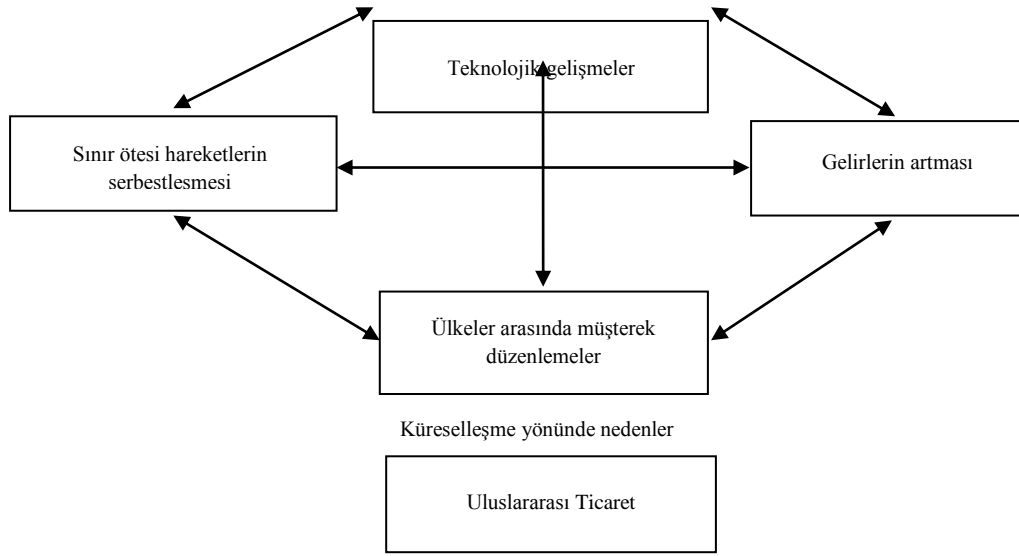 Teknolojik gelişmeler
Sınır ötesi hareketlerin
serbestlesmesi
Gelirlerin artması
Ülkeler arasında müşterek
düzenlemeler
Küreselleşme yönünde nedenler
Uluslararası Ticaret